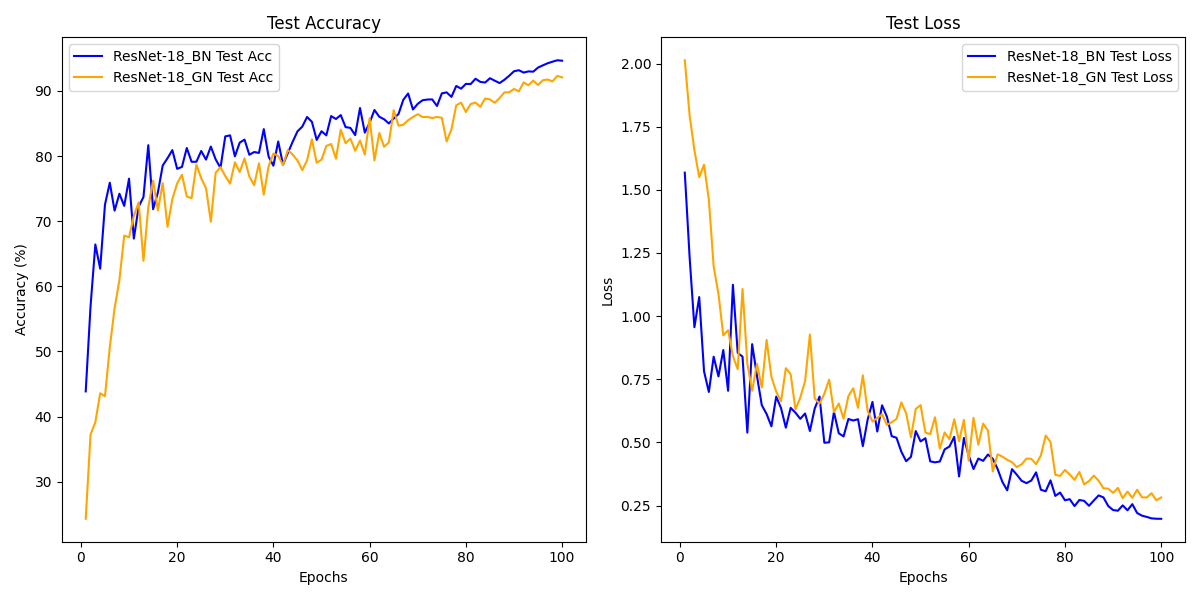 Test Accuracy
ResNet-18_BN Test Acc
ResNet-18_GN Test Acc
90
80
70
60
50
40
30
Accuracy (%)
0 20 40 60 80 100
Epochs
Test Loss
ResNet-18_BN Test Loss
ResNet-18_GN Test Loss
2.00
1.75
1.50
1.25
1.00
0.75
0.50
0.25
Loss
0 20 40 60 80 100
Epochs